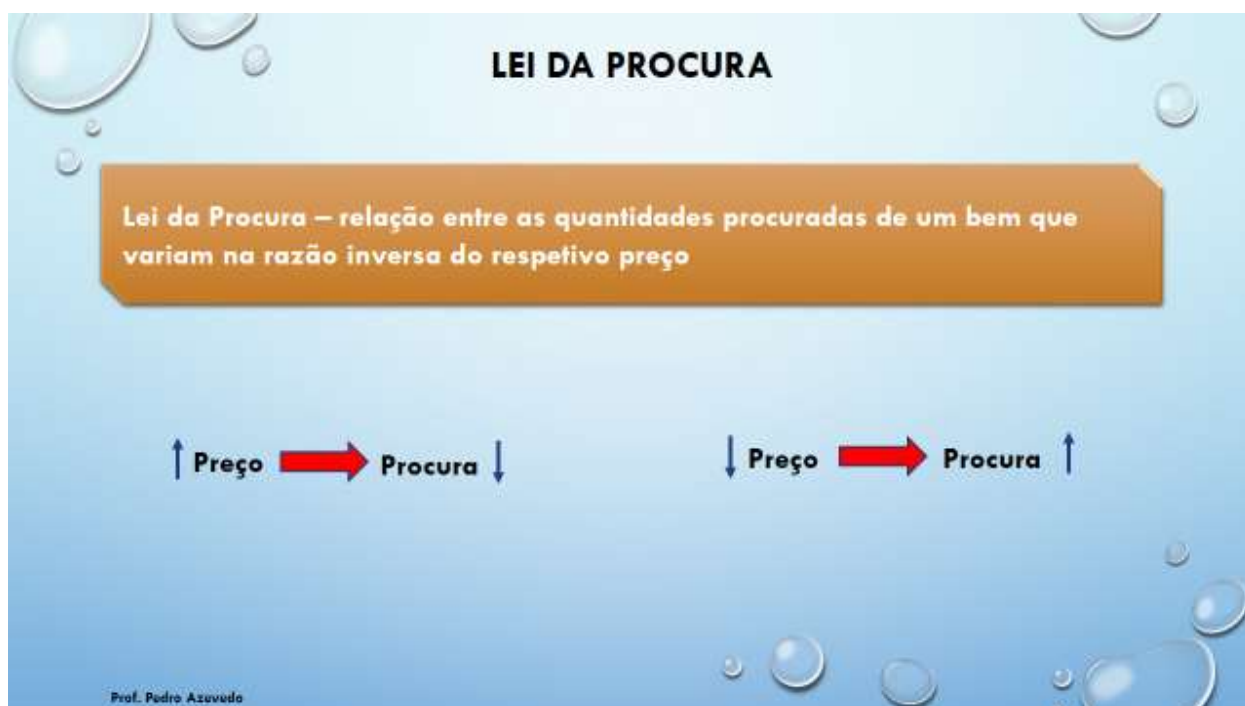 LEI DA PROCURA
Lei da Procura – relação entre as quantidades procuradas de um bem que
variam na razão inversa do respetivo preço
↑ Preço → Procura ↓
↓ Preço → Procura ↑
Prof. Pedro Azevedo